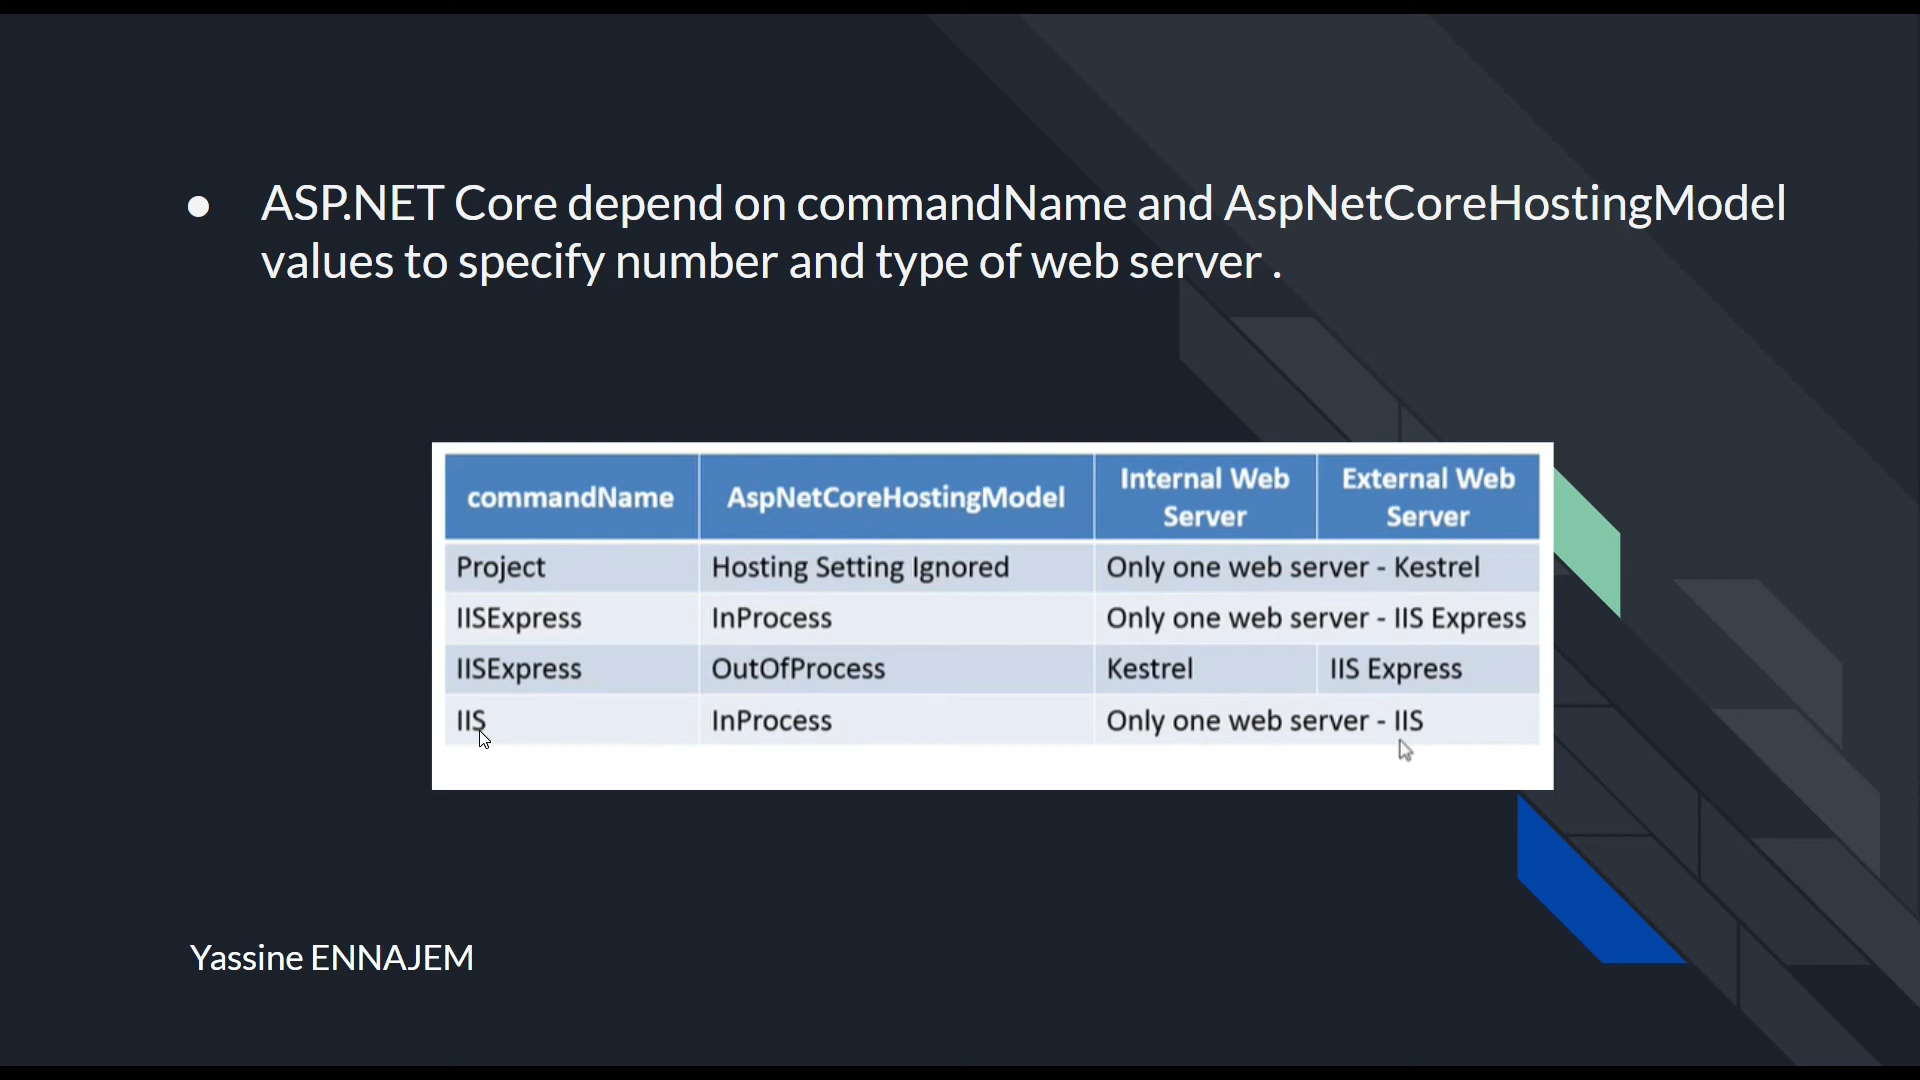 ● ASP.NET Core depend on commandName and AspNetCoreHostingModel
values to specify number and type of web server .
commandName AspNetCoreHostingModel Internal Web Server External Web Server
Project Hosting Setting Ignored Only one web server - Kestrel
IISExpress InProcess Only one web server - IIS Express
IISExpress OutOfProcess Kestrel IIS Express
IIS InProcess Only one web server - IIS
Yassine ENNAJEM